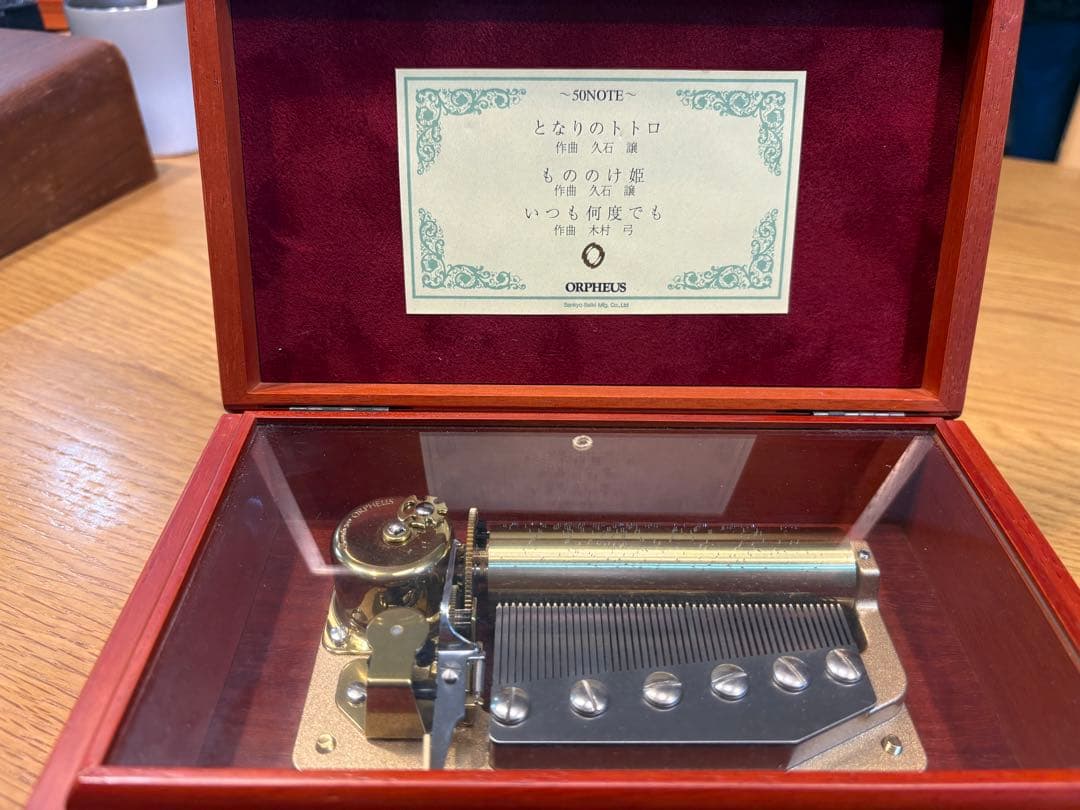 ～50NOTE～
となりのトトロ
作曲　久石　譲
もののけ姫
作曲　久石　譲
いつも何度でも
作曲　木村　弓
ORPHEUS
Sankyo Seiki Mfg. Co.,Ltd
ORPHEUS